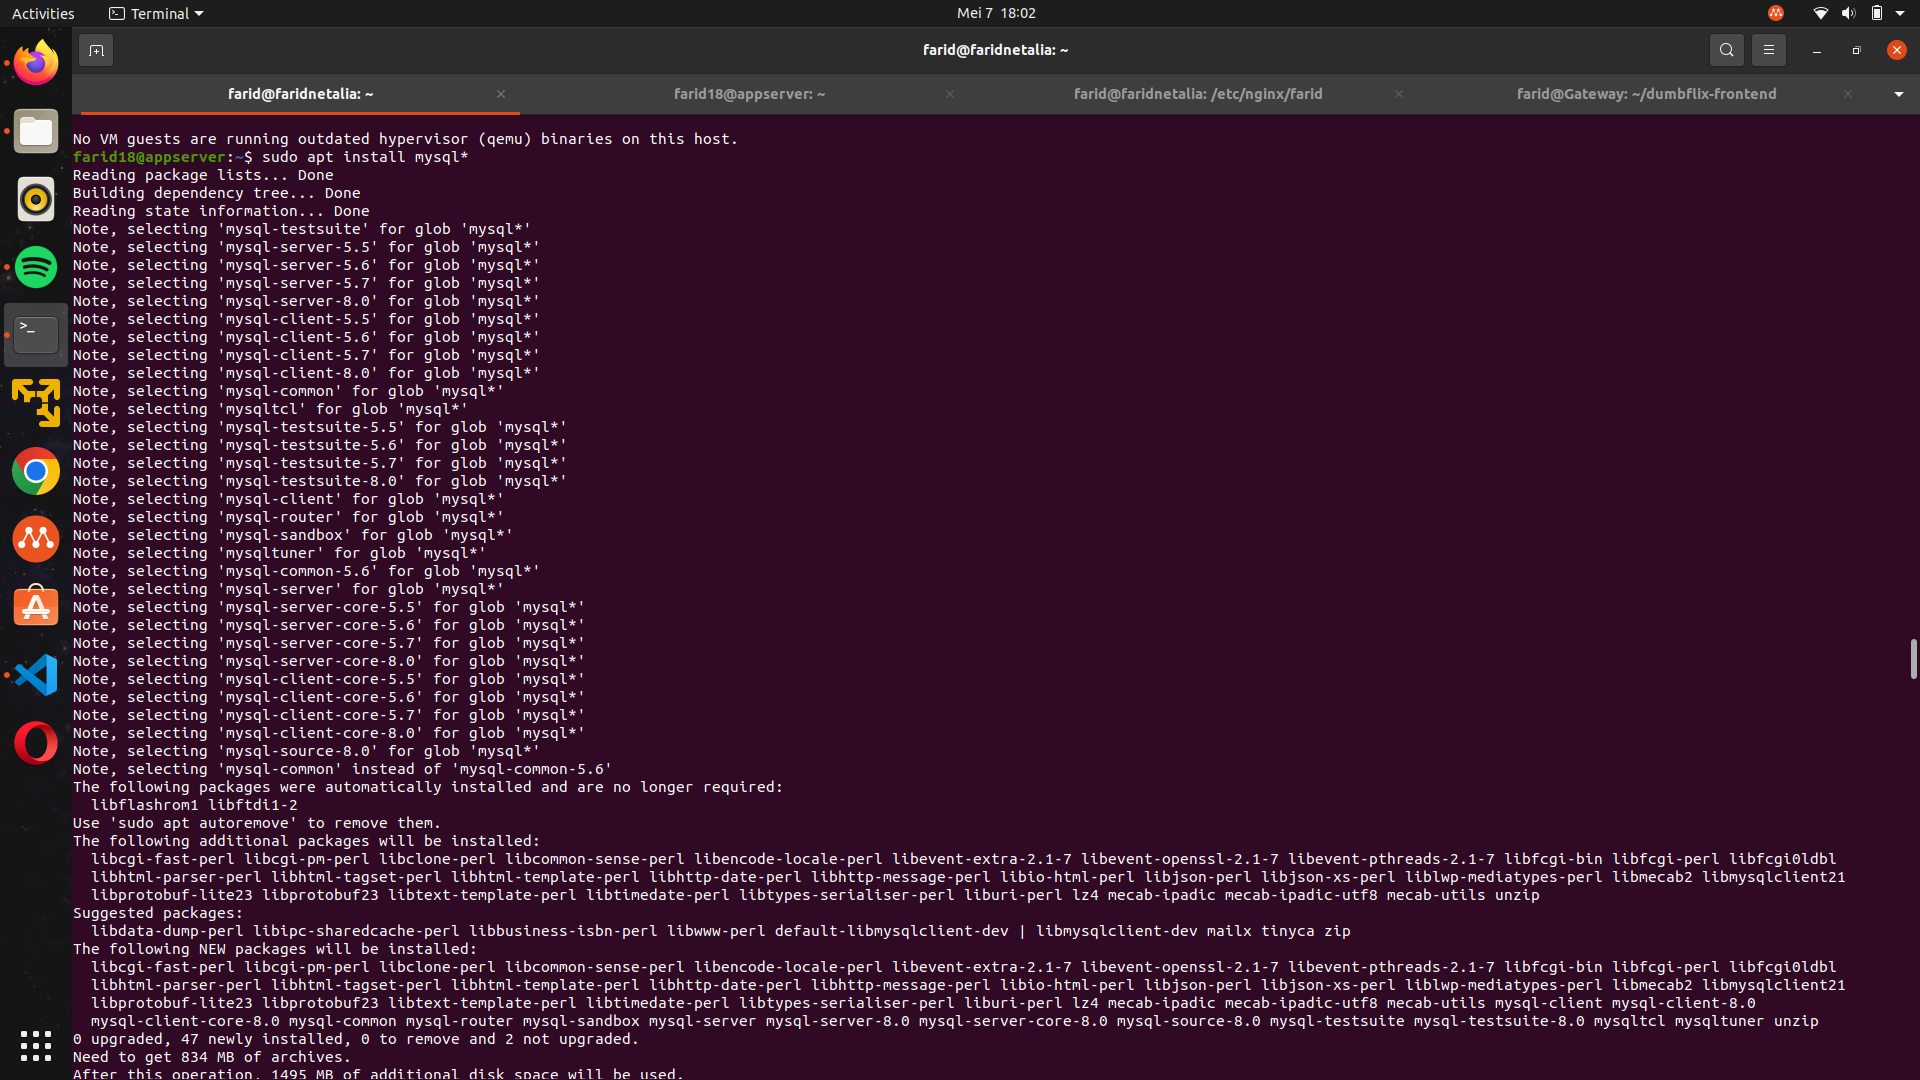 Activities
Terminal
Mei 7 18:02
farid@faridnetalia: ~
farid@faridnetalia: ~
farid18@appserver: ~
farid@faridnetalia: /etc/nginx/farid
farid@Gateway: ~/dumbflix-frontend
No VM guests are running outdated hypervisor (qemu) binaries on this host.
farid18@appserver:~$ sudo apt install mysql*
Reading package lists... Done
Building dependency tree... Done
Reading state information... Done
Note, selecting 'mysql-testsuite' for glob 'mysql*'
Note, selecting 'mysql-server-5.5' for glob 'mysql*'
Note, selecting 'mysql-server-5.6' for glob 'mysql*'
Note, selecting 'mysql-server-5.7' for glob 'mysql*'
Note, selecting 'mysql-server-8.0' for glob 'mysql*'
Note, selecting 'mysql-client-5.5' for glob 'mysql*'
Note, selecting 'mysql-client-5.6' for glob 'mysql*'
Note, selecting 'mysql-client-5.7' for glob 'mysql*'
Note, selecting 'mysql-client-8.0' for glob 'mysql*'
Note, selecting 'mysql-common' for glob 'mysql*'
Note, selecting 'mysqltcl' for glob 'mysql*'
Note, selecting 'mysql-testsuite-5.5' for glob 'mysql*'
Note, selecting 'mysql-testsuite-5.6' for glob 'mysql*'
Note, selecting 'mysql-testsuite-5.7' for glob 'mysql*'
Note, selecting 'mysql-testsuite-8.0' for glob 'mysql*'
Note, selecting 'mysql-client' for glob 'mysql*'
Note, selecting 'mysql-router' for glob 'mysql*'
Note, selecting 'mysql-sandbox' for glob 'mysql*'
Note, selecting 'mysqltuner' for glob 'mysql*'
Note, selecting 'mysql-common-5.6' for glob 'mysql*'
Note, selecting 'mysql-server' for glob 'mysql*'
Note, selecting 'mysql-server-core-5.5' for glob 'mysql*'
Note, selecting 'mysql-server-core-5.6' for glob 'mysql*'
Note, selecting 'mysql-server-core-5.7' for glob 'mysql*'
Note, selecting 'mysql-server-core-8.0' for glob 'mysql*'
Note, selecting 'mysql-client-core-5.5' for glob 'mysql*'
Note, selecting 'mysql-client-core-5.6' for glob 'mysql*'
Note, selecting 'mysql-client-core-5.7' for glob 'mysql*'
Note, selecting 'mysql-client-core-8.0' for glob 'mysql*'
Note, selecting 'mysql-source-8.0' for glob 'mysql*'
Note, selecting 'mysql-common' instead of 'mysql-common-5.6'
The following packages were automatically installed and are no longer required:
libflashrom1 libftdi1-2
Use 'sudo apt autoremove' to remove them.
The following additional packages will be installed:
libcgi-fast-perl libcgi-pm-perl libclone-perl libcommon-sense-perl libencode-locale-perl libevent-extra-2.1-7 libevent-openssl-2.1-7 libevent-pthreads-2.1-7 libfcgi-bin libfcgi-perl libfcgi0ldbl
libhtml-parser-perl libhtml-tagset-perl libhtml-template-perl libhttp-date-perl libhttp-message-perl libio-html-perl libjson-perl libjson-xs-perl liblwp-mediatypes-perl libmecab2 libmysqlclient21
libprotobuf-lite23 libprotobuf23 libtext-template-perl libtimedate-perl libtypes-serialiser-perl liburi-perl lz4 mecab-ipadic mecab-ipadic-utf8 mecab-utils unzip
Suggested packages:
libdata-dump-perl libipc-sharedcache-perl libbusiness-isbn-perl libwww-perl default-libmysqlclient-dev | libmysqlclient-dev mailx tinyca zip
The following NEW packages will be installed:
libcgi-fast-perl libcgi-pm-perl libclone-perl libcommon-sense-perl libencode-locale-perl libevent-extra-2.1-7 libevent-openssl-2.1-7 libevent-pthreads-2.1-7 libfcgi-bin libfcgi-perl libfcgi0ldbl
libhtml-parser-perl libhtml-tagset-perl libhtml-template-perl libhttp-date-perl libhttp-message-perl libio-html-perl libjson-perl libjson-xs-perl liblwp-mediatypes-perl libmecab2 libmysqlclient21
libprotobuf-lite23 libprotobuf23 libtext-template-perl libtimedate-perl libtypes-serialiser-perl liburi-perl lz4 mecab-ipadic mecab-ipadic-utf8 mecab-utils mysql-client mysql-client-8.0
mysql-client-core-8.0 mysql-common mysql-router mysql-sandbox mysql-server mysql-server-8.0 mysql-server-core-8.0 mysql-source-8.0 mysql-testsuite mysql-testsuite-8.0 mysqltcl mysqltuner unzip
0 upgraded, 47 newly installed, 0 to remove and 2 not upgraded.
Need to get 834 MB of archives.
After this operation, 1495 MB of additional disk space will be used.